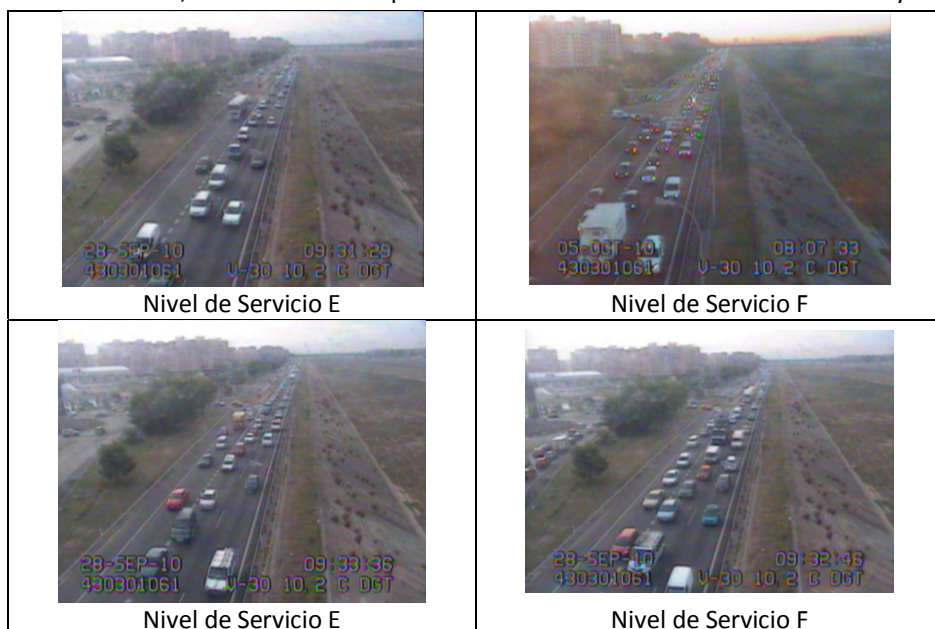 28-SEP-10 09:31:29
430301061 V-30 10,2 C DGT
05-OCT-10 08:07:33
430301061 V-30 10,2 C DGT
Nivel de Servicio E Nivel de Servicio F
28-SEP-10 09:33:36
430301061 V-30 10,2 C DGT
28-SEP-10 09:32:46
430301061 V-30 10,2 C DGT
Nivel de Servicio E Nivel de Servicio F